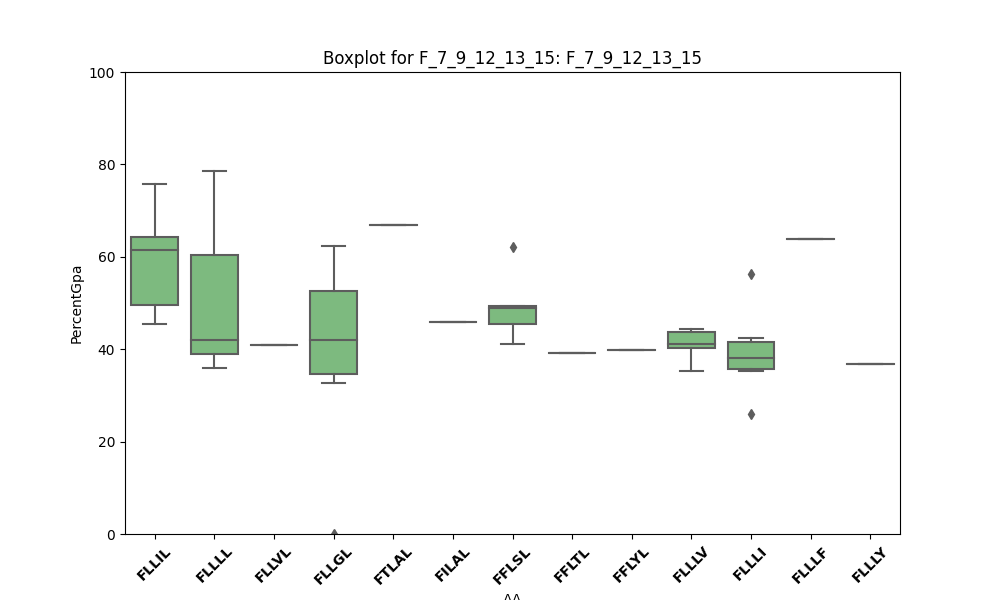 Boxplot for F_7_9_12_13_15: F_7_9_12_13_15
100
80
60
40
20
0
PercentGpa
FLLIL
FLLLL
FLLVL
FLLGL
FTLAL
FILAL
FFLSL
FFLTL
FFLYL
FLLLV
FLLLI
FLLLF
FLLLY
AA